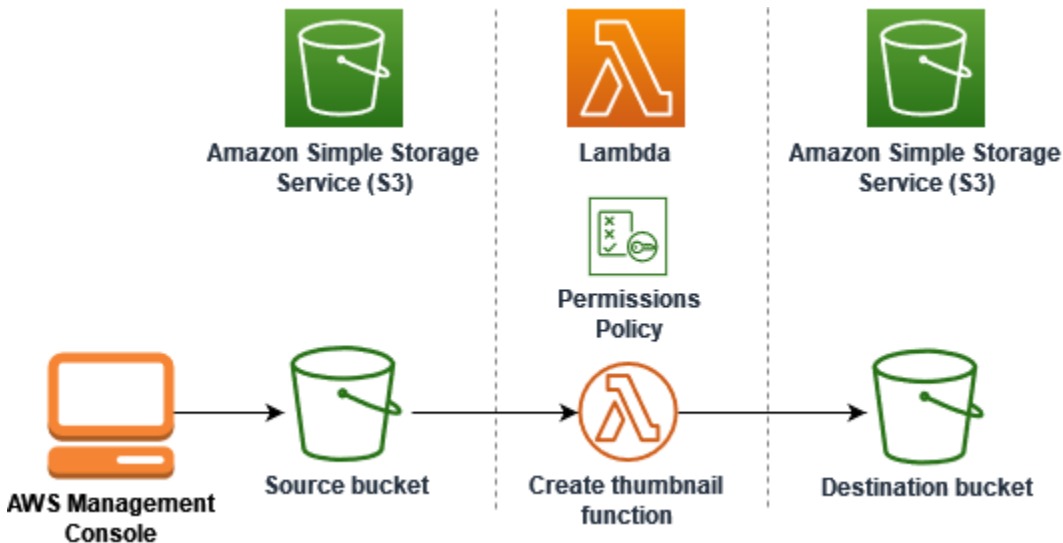 Amazon Simple Storage
Service (S3)
Lambda
Amazon Simple Storage
Service (S3)
Permissions
Policy
AWS Management
Console
Source bucket
Create thumbnail
function
Destination bucket